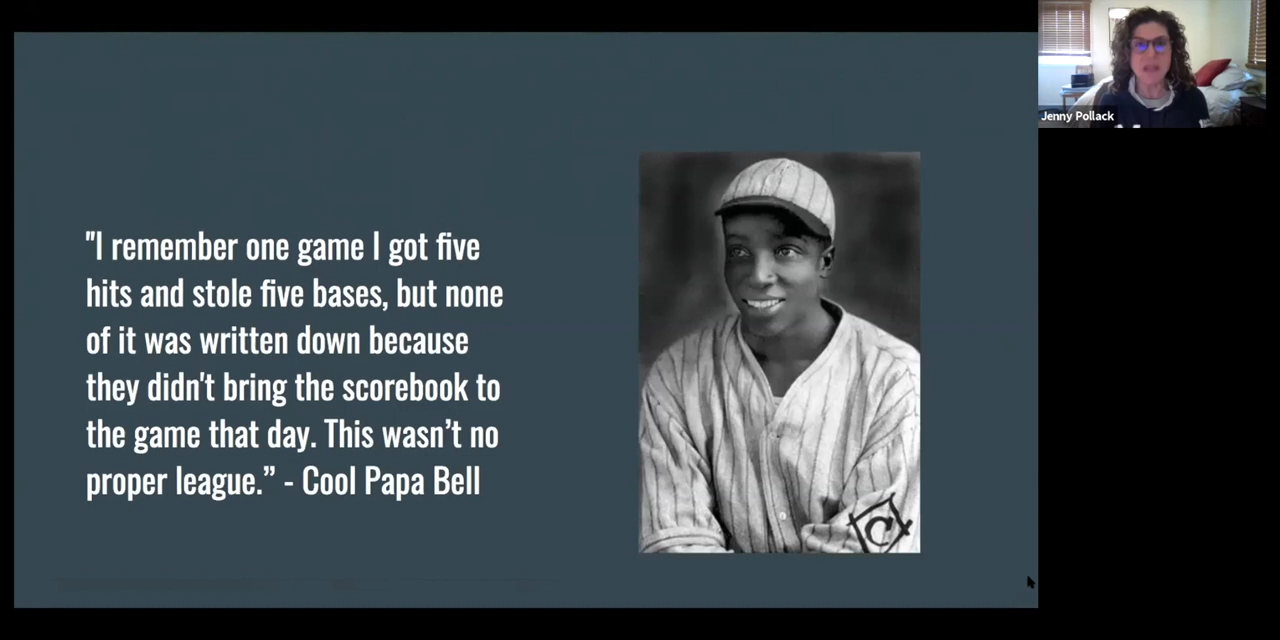 "I remember one game I got five
hits and stole five bases, but none
of it was written down because
they didn't bring the scorebook to
the game that day. This wasn’t no
proper league.” - Cool Papa Bell
C
Jenny Pollack